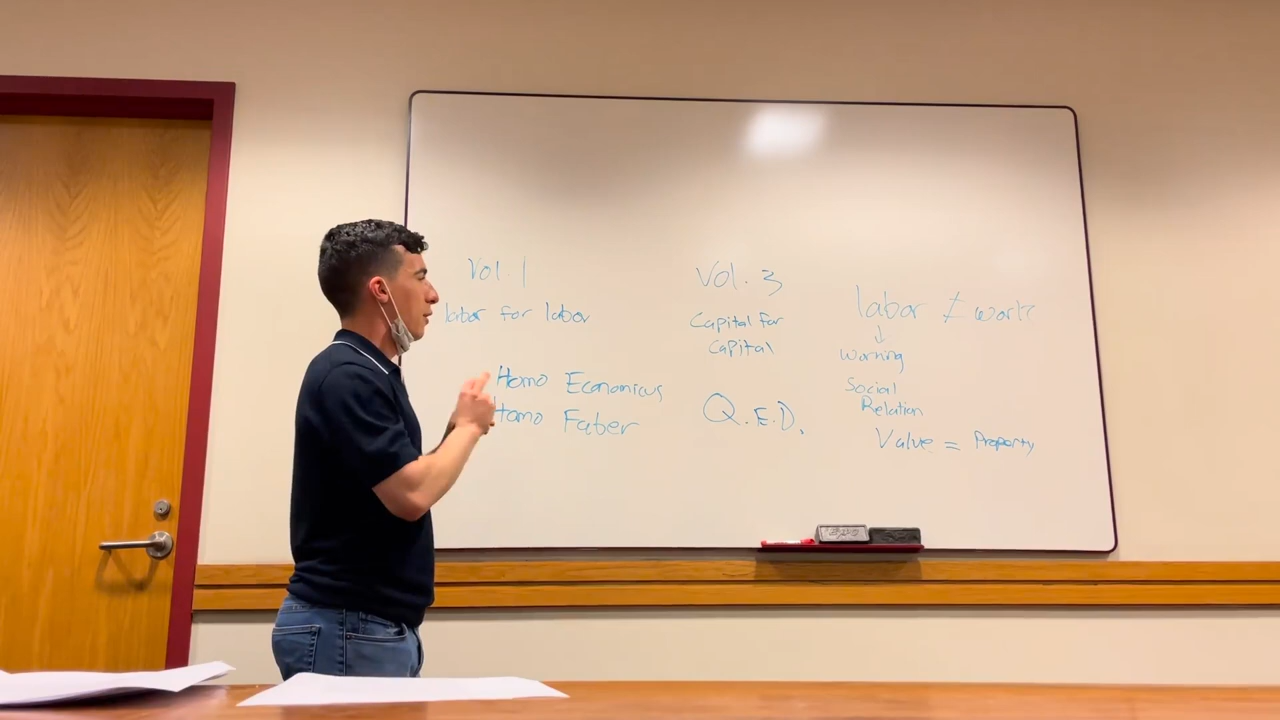 Vol. 1
labor for labor
Homo Economicus
Homo Faber
Vol. 3
Capital for
Capital
Q.E.D.
labor ≠ work
↓
Social
Relation
Value = Property